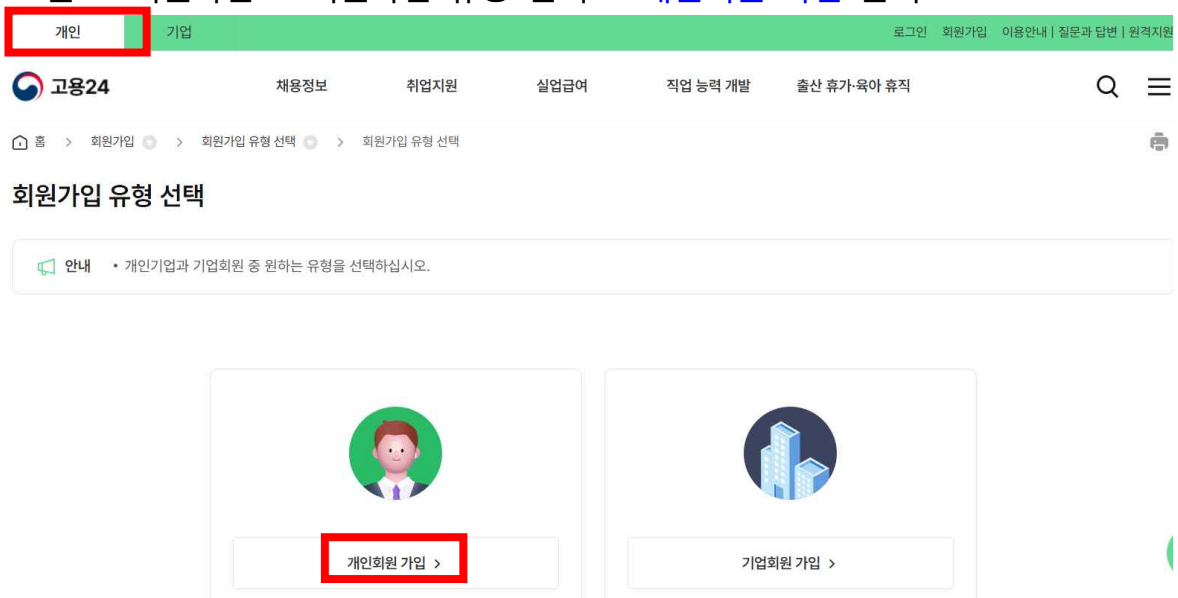 개인 기업 로그인 회원가입 이용안내 | 질문과 답변 | 원격지원
고용24 채용정보 취업지원 실업급여 직업 능력 개발 출산 휴가·육아 휴직
홈 > 회원가입 > 회원가입 유형 선택 > 회원가입 유형 선택
회원가입 유형 선택
안내 • 개인기업과 기업회원 중 원하는 유형을 선택하십시오.
개인회원 가입 > 기업회원 가입 >